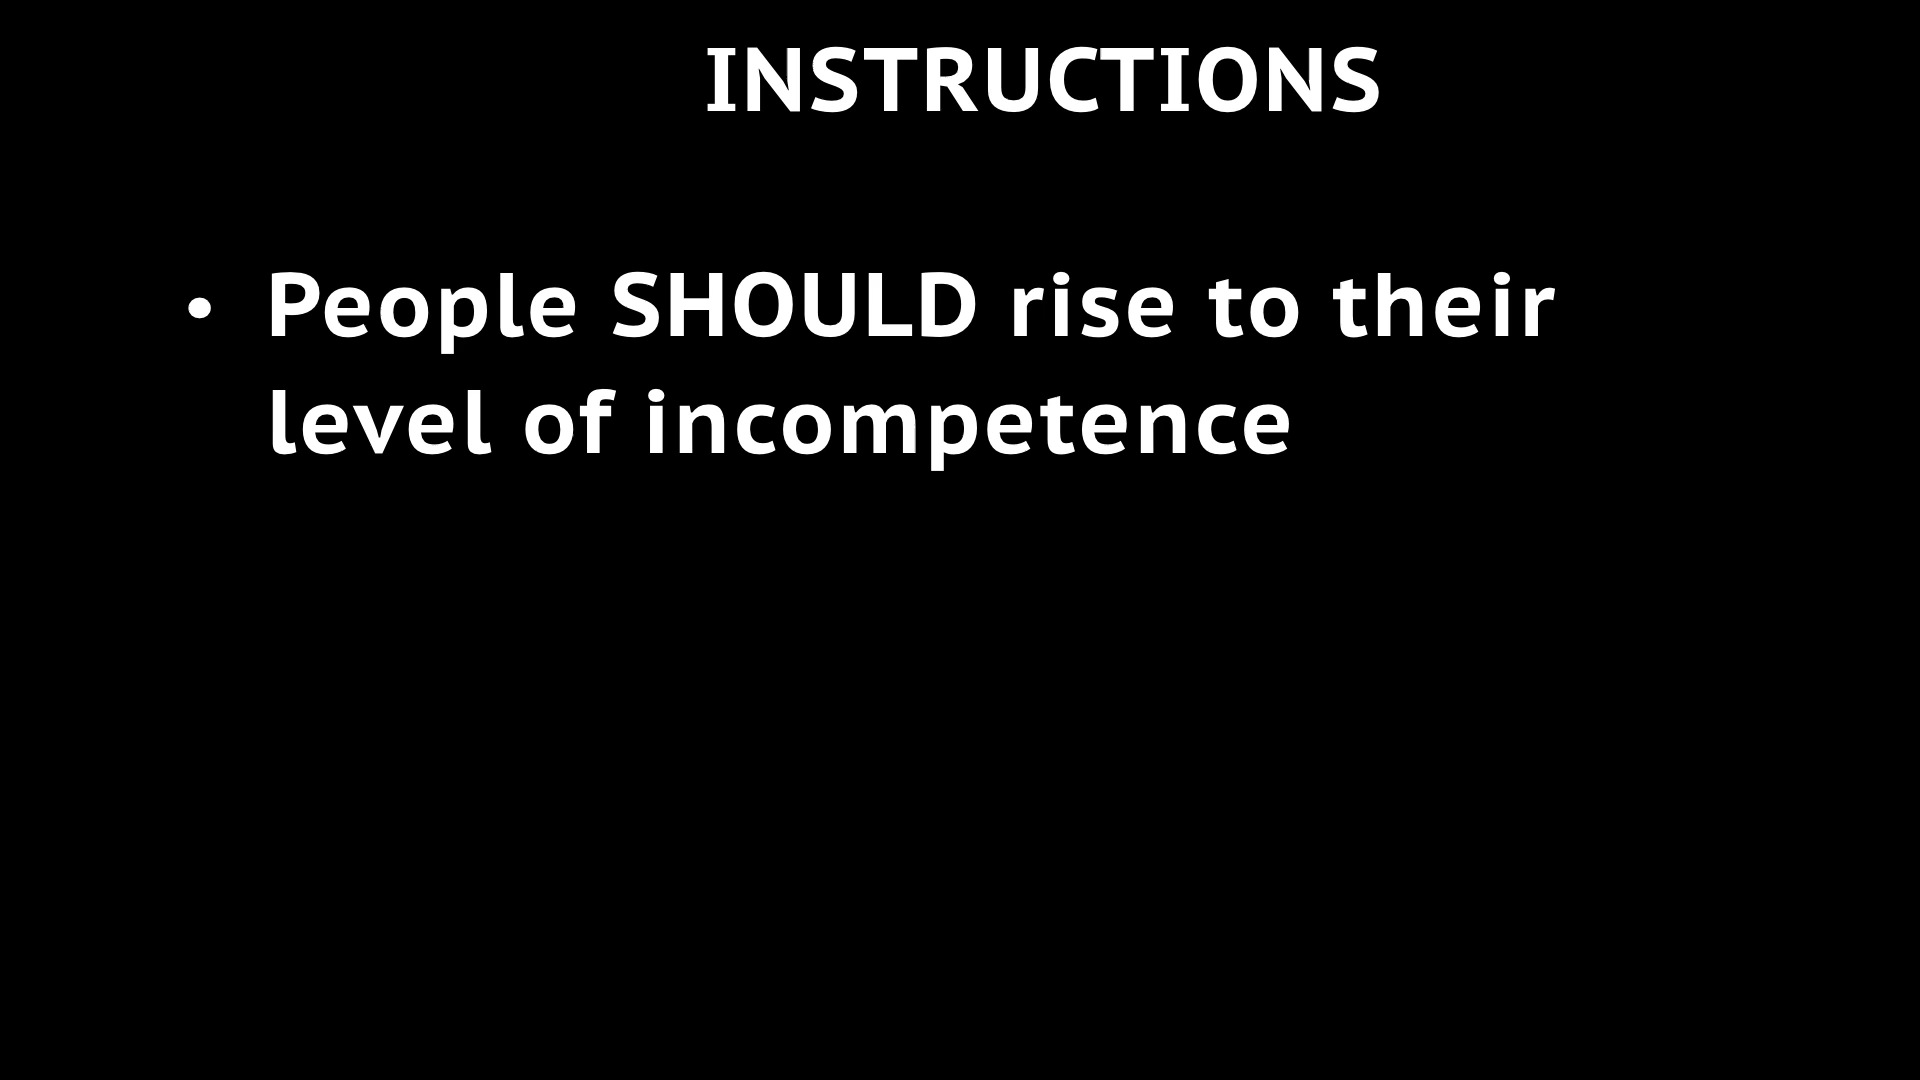 INSTRUCTIONS
• People SHOULD rise to their
level of incompetence